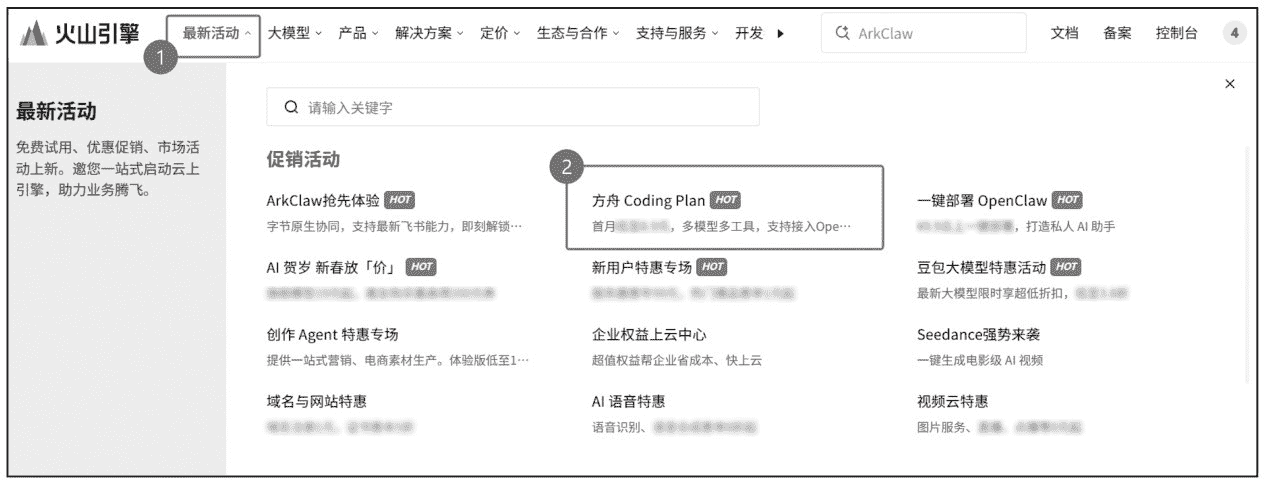 火山引擎 最新活动 大模型 产品 解决方案 定价 生态与合作 支持与服务 开发 ArkClaw 文档 备案 控制台 4
1
最新活动
免费试用、优惠促销、市场活
动上新。邀您一站式启动云上
引擎，助力业务腾飞。
请输入关键字
促销活动
2
ArkClaw抢先体验 HOT
字节原生协同，支持最新飞书能力，即刻解锁…
方舟 Coding Plan HOT
首月，多模型多工具，支持接入Ope…
一键部署 OpenClaw HOT
，打造私人 AI 助手
AI 贺岁 新春放「价」 HOT
新用户特惠专场 HOT
豆包大模型特惠活动 HOT
最新大模型限时享超低折扣，
创作 Agent 特惠专场
提供一站式营销、电商素材生产。体验版低至1…
企业权益上云中心
超值权益帮企业省成本、快上云
Seedance强势来袭
一键生成电影级 AI 视频
域名与网站特惠
AI 语音特惠
语音识别、
视频云特惠
图片服务、